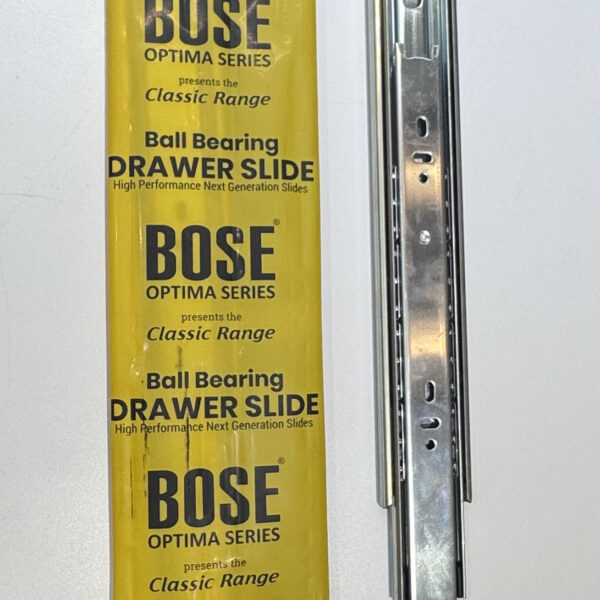 BOSE
OPTIMA SERIES
presents the
Classic Range
Ball Bearing
DRAWER SLIDE
High Performance Next Generation Slides
BOSE®
OPTIMA SERIES
presents the
Classic Range
Ball Bearing
DRAWER SLIDE
High Performance Next Generation Slides
BOSE®
OPTIMA SERIES
presents the
Classic Range